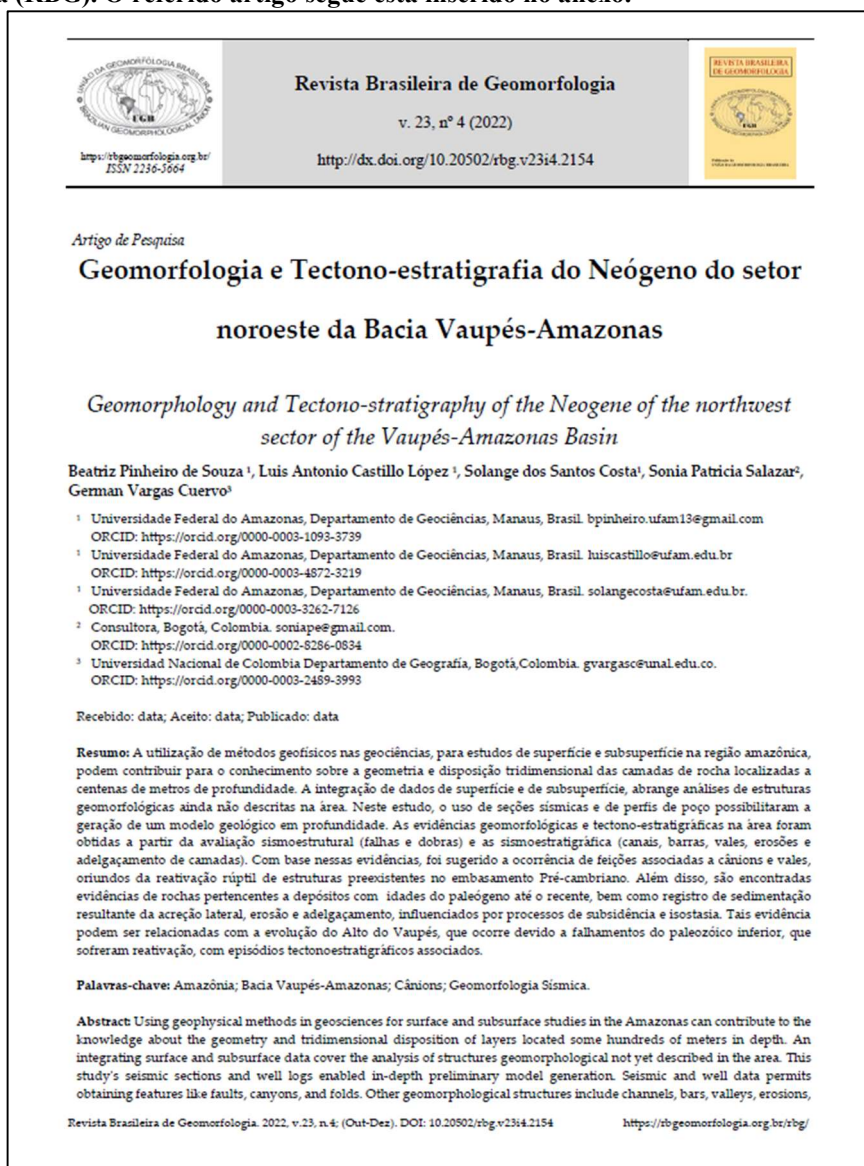 a (RBG). O referido artigo segue está inserido no anexo.
UNIÃO DA GEOMORFOLOGIA BRASILEIRA
UGB
BRAZILIAN GEOMORPHOLOGICAL UNION
https://rbgeomorfologia.org.br/
ISSN 2236-5664
Revista Brasileira de Geomorfologia
v. 23, nº 4 (2022)
http://dx.doi.org/10.20502/rbg.v23i4.2154
REVISTA BRASILEIRA
DE GEOMORFOLOGIA
Artigo de Pesquisa
Geomorfologia e Tectono-estratigrafia do Neógeno do setor
noroeste da Bacia Vaupés-Amazonas
Geomorphology and Tectono-stratigraphy of the Neogene of the northwest
sector of the Vaupés-Amazonas Basin
Beatriz Pinheiro de Souza ¹, Luis Antonio Castillo López ¹, Solange dos Santos Costa¹, Sonia Patricia Salazar²,
German Vargas Cuervo³
¹ Universidade Federal do Amazonas, Departamento de Geociências, Manaus, Brasil. bpinheiro.ufam13@gmail.com
ORCID: https://orcid.org/0000-0003-1093-3739
¹ Universidade Federal do Amazonas, Departamento de Geociências, Manaus, Brasil. luiscastillo@ufam.edu.br
ORCID: https://orcid.org/0000-0003-4872-3219
¹ Universidade Federal do Amazonas, Departamento de Geociências, Manaus, Brasil. solangecosta@ufam.edu.br.
ORCID: https://orcid.org/0000-0003-3262-7126
² Consultora, Bogotá, Colombia. soniape@gmail.com.
ORCID: https://orcid.org/0000-0002-8286-0834
³ Universidad Nacional de Colombia Departamento de Geografía, Bogotá,Colombia. gvargasc@unal.edu.co.
ORCID: https://orcid.org/0000-0003-2489-3993
Recebido: data; Aceito: data; Publicado: data
Resumo: A utilização de métodos geofísicos nas geociências, para estudos de superfície e subsuperfície na região amazônica,
podem contribuir para o conhecimento sobre a geometria e disposição tridimensional das camadas de rocha localizadas a
centenas de metros de profundidade. A integração de dados de superfície e de subsuperfície, abrange análises de estruturas
geomorfológicas ainda não descritas na área. Neste estudo, o uso de seções sísmicas e de perfis de poço possibilitaram a
geração de um modelo geológico em profundidade. As evidências geomorfológicas e tectono-estratigráficas na área foram
obtidas a partir da avaliação sismoestrutural (falhas e dobras) e as sismoestratigráfica (canais, barras, vales, erosões e
adelgaçamento de camadas). Com base nessas evidências, foi sugerido a ocorrência de feições associadas a cânions e vales,
oriundos da reativação rúptil de estruturas preexistentes no embasamento Pré-cambriano. Além disso, são encontradas
evidências de rochas pertencentes a depósitos com idades do paleógeno até o recente, bem como registro de sedimentação
resultante da acreção lateral, erosão e adelgaçamento, influenciados por processos de subsidência e isostasia. Tais evidência
podem ser relacionadas com a evolução do Alto do Vaupés, que ocorre devido a falhamentos do paleozóico inferior, que
sofreram reativação, com episódios tectonoestratigráficos associados.
Palavras-chave: Amazônia; Bacia Vaupés-Amazonas; Cânions; Geomorfologia Sísmica.
Abstract: Using geophysical methods in geosciences for surface and subsurface studies in the Amazonas can contribute to the
knowledge about the geometry and tridimensional disposition of layers located some hundreds of meters in depth. An
integrating surface and subsurface data cover the analysis of structures geomorphological not yet described in the area. This
study's seismic sections and well logs enabled in-depth preliminary model generation. Seismic and well data permits
obtaining features like faults, canyons, and folds. Other geomorphological structures include channels, bars, valleys, erosions,
Revista Brasileira de Geomorfologia. 2022, v.23, n.4; (Out-Dez). DOI: 10.20502/rbg.v23i4.2154 https://rbgeomorfologia.org.br/rbg/